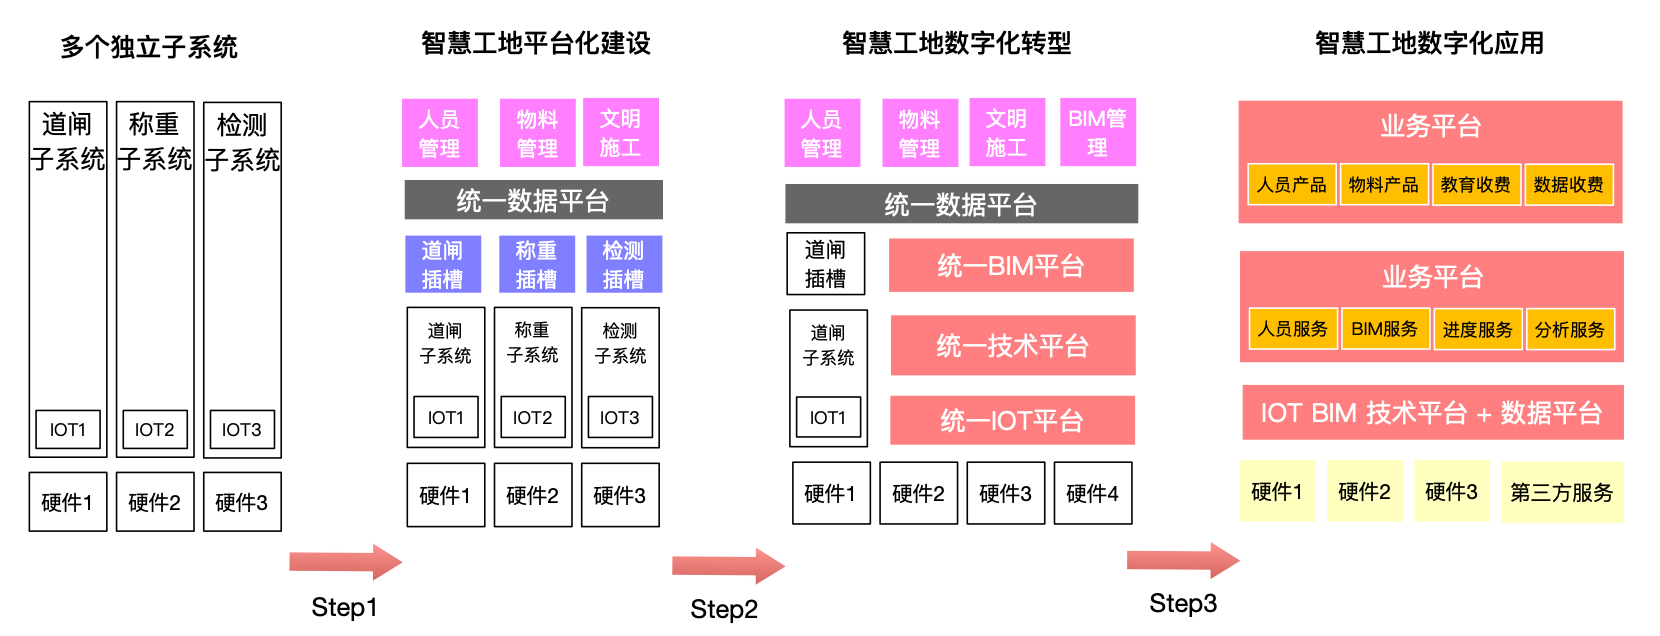 多个独立子系统
道闸
子系统
称重
子系统
检测
子系统
IOT1
IOT2
IOT3
硬件1
硬件2
硬件3
Step1
智慧工地平台化建设
人员
管理
物料
管理
文明
施工
统一数据平台
道闸
插槽
称重
插槽
检测
插槽
道闸
子系统
称重
子系统
检测
子系统
IOT1
IOT2
IOT3
硬件1
硬件2
硬件3
Step2
智慧工地数字化转型
人员
管理
物料
管理
文明
施工
BIM管
理
统一数据平台
道闸
插槽
统一BIM平台
道闸
子系统
统一技术平台
IOT1
统一IOT平台
硬件1
硬件2
硬件3
硬件4
Step3
智慧工地数字化应用
业务平台
人员产品
物料产品
教育收费
数据收费
业务平台
人员服务
BIM服务
进度服务
分析服务
IOT BIM 技术平台 + 数据平台
硬件1
硬件2
硬件3
第三方服务